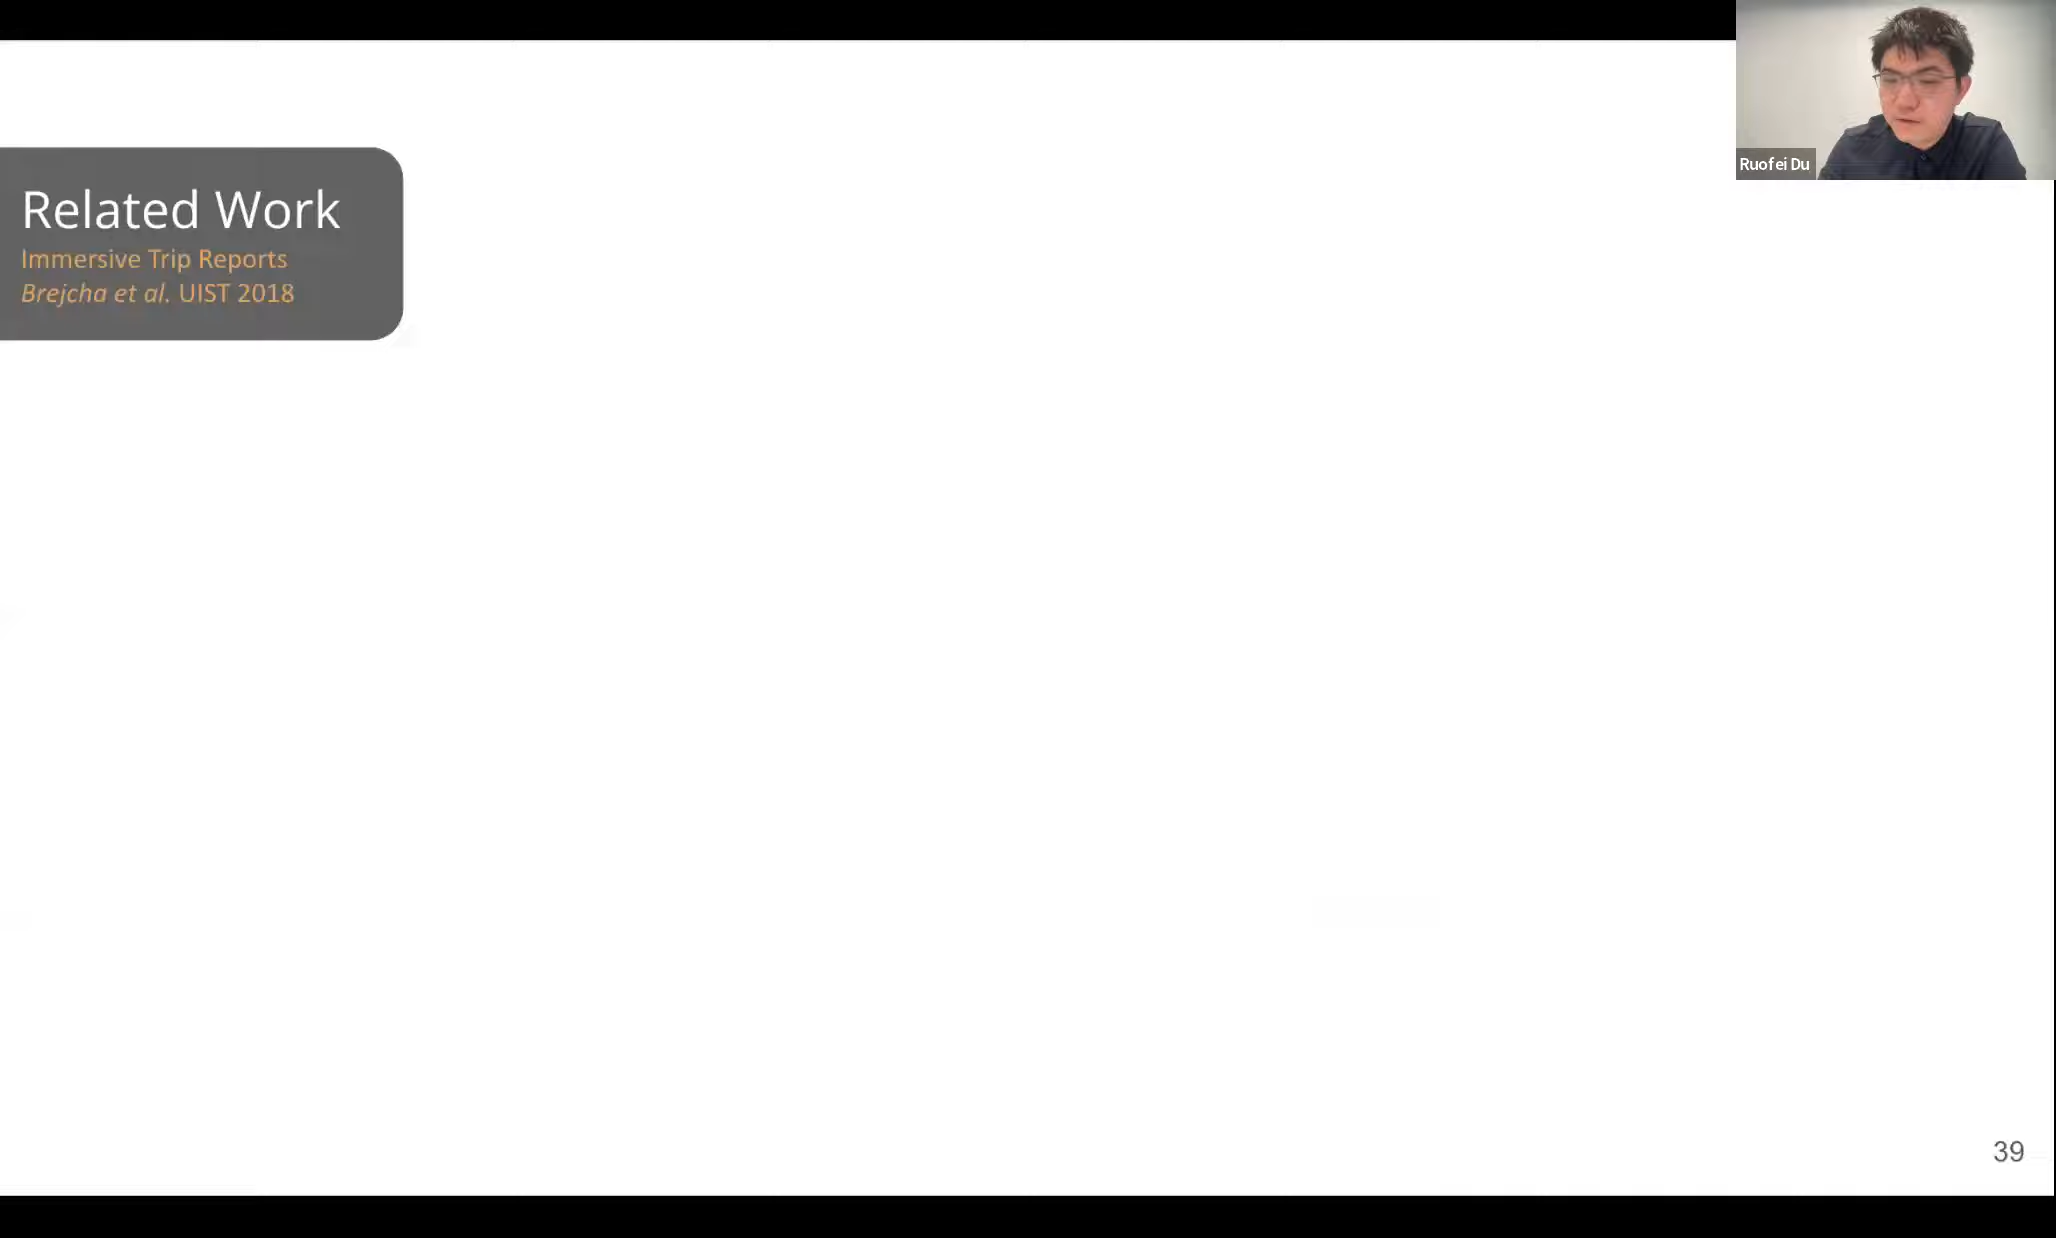 Related Work
Immersive Trip Reports
Brejcha et al. UIST 2018
Ruofei Du
39